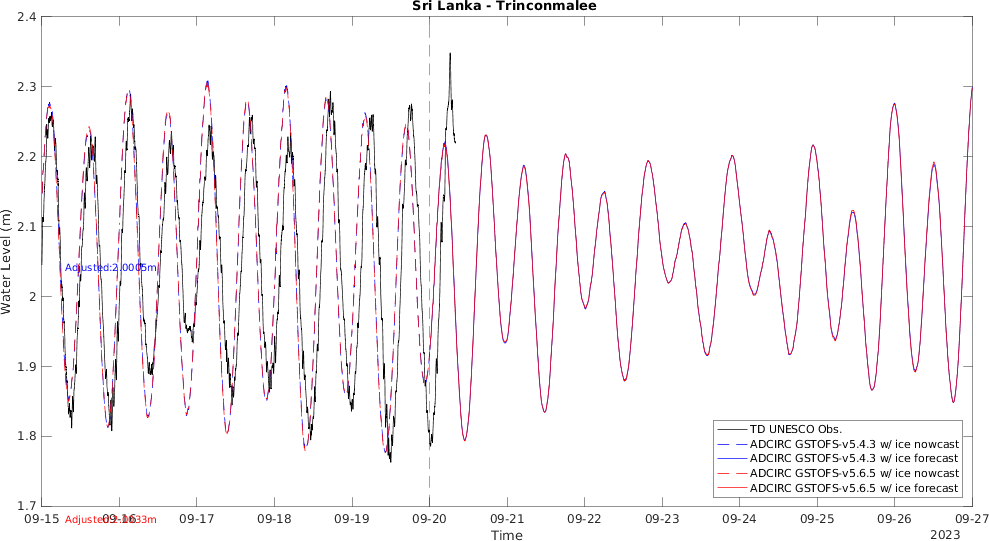 Sri Lanka - Trinconmalee
2.4
2.3
2.2
2.1
2
1.9
1.8
1.7
Water Level (m)
Adjusted:2.0005m
TD UNESCO Obs.
ADCIRC GSTOFS-v5.4.3 w/ ice nowcast
ADCIRC GSTOFS-v5.4.3 w/ ice forecast
ADCIRC GSTOFS-v5.6.5 w/ ice nowcast
ADCIRC GSTOFS-v5.6.5 w/ ice forecast
09-15 09-16 09-17 09-18 09-19 09-20 09-21 09-22 09-23 09-24 09-25 09-26 09-27
Time
2023